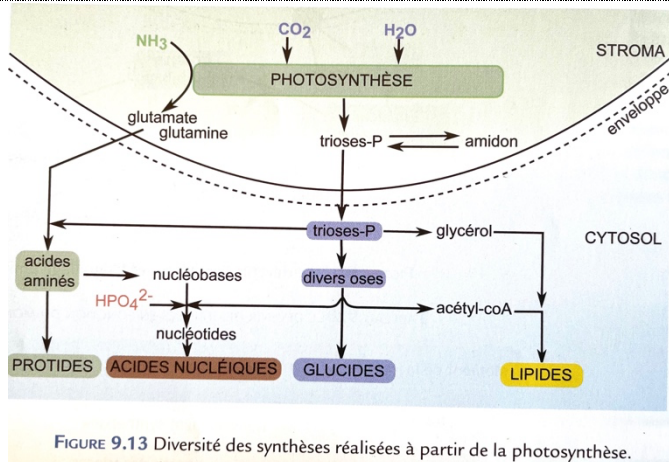 CO2 H2O
NH3
STROMA
PHOTOSYNTHÈSE
enveloppe
glutamate
glutamine
trioses-P amidon
trioses-P glycérol CYTOSOL
acides
aminés
nucléobases
divers oses
HPO4 2-
acétyl-coA
nucléotides
PROTIDES ACIDES NUCLÉIQUES GLUCIDES LIPIDES
FIGURE 9.13 Diversité des synthèses réalisées à partir de la photosynthèse.